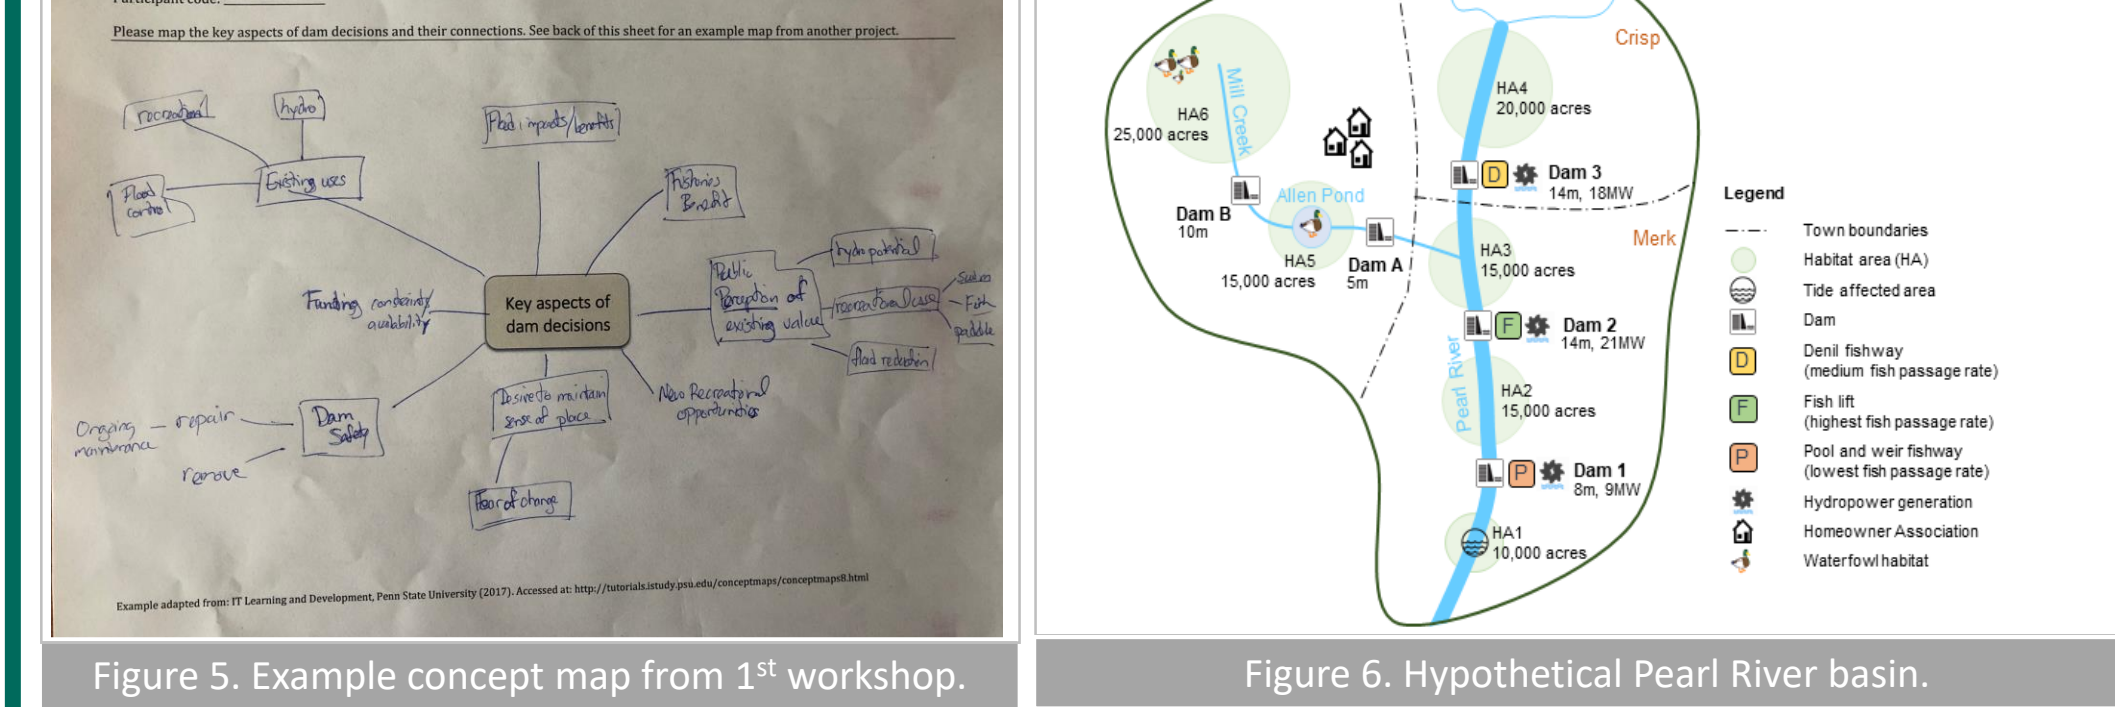 Participant code:
Please map the key aspects of dam decisions and their connections. See back of this sheet for an example map from another project.
recreational
hydro
Flood impacts/benefits
Flood
control
Existing uses
Fisheries
Benefit
Public
Perception of
existing value
hydro potential
recreational use
Swim
Fish
paddle
flood reduction
Funding constraints/
availability
Key aspects of
dam decisions
Desire to maintain
sense of place
New Recreational
opportunities
Dam
Safety
repair
Ongoing
maintenance
remove
Fear of change
Example adapted from: IT Learning and Development, Penn State University (2017). Accessed at: http://tutorials.istudy.psu.edu/conceptmaps/conceptmaps8.html
Figure 5. Example concept map from 1st workshop.
Crisp
HA4
20,000 acres
HA6
25,000 acres
Mill Creek
Dam 3
14m, 18MW
Allen Pond
Dam B
10m
Merk
HA3
15,000 acres
HA5
15,000 acres
Dam A
5m
Dam 2
14m, 21MW
Pearl River
HA2
15,000 acres
Dam 1
8m, 9MW
HA1
10,000 acres
Legend
Town boundaries
Habitat area (HA)
Tide affected area
Dam
D
Denil fishway
(medium fish passage rate)
F
Fish lift
(highest fish passage rate)
P
Pool and weir fishway
(lowest fish passage rate)
Hydropower generation
Homeowner Association
Waterfowl habitat
D
F
P
Figure 6. Hypothetical Pearl River basin.